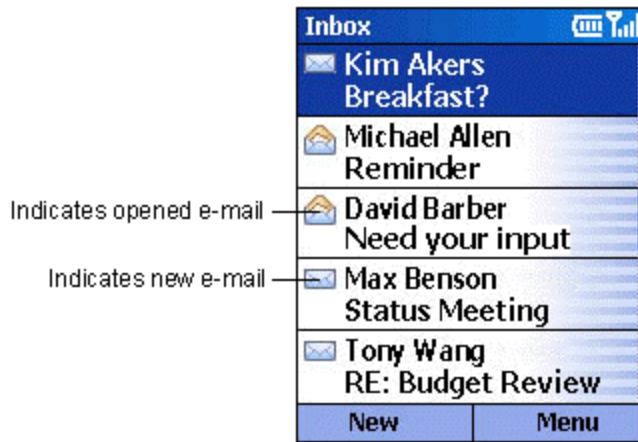 Inbox
Kim Akers
Breakfast?
Michael Allen
Reminder
Indicates opened e-mail
David Barber
Need your input
Indicates new e-mail
Max Benson
Status Meeting
Tony Wang
RE: Budget Review
New Menu